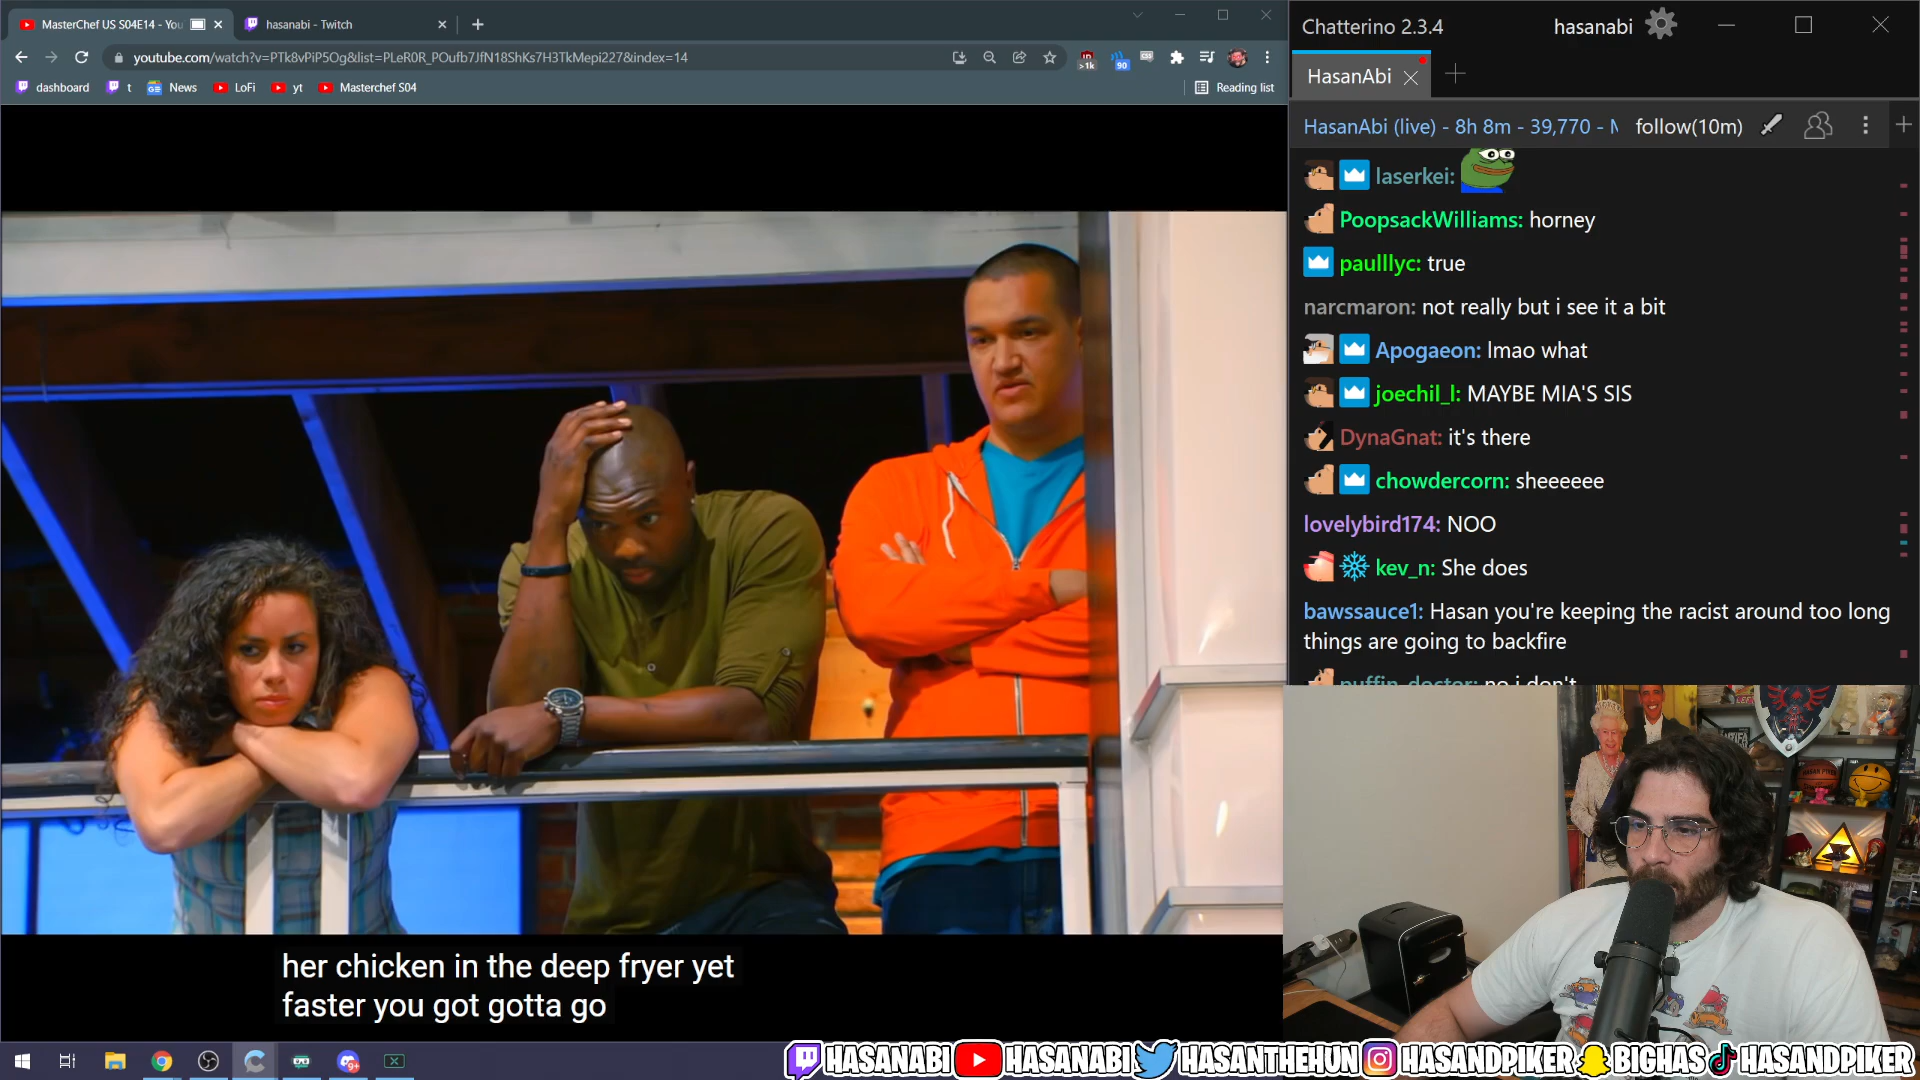 MasterChef US S04E14 - You
hasanabi - Twitch
youtube.com/watch?v=PTk8vPiP5Og&list=PLeR0R_POufb7JfN18ShKs7H3TkMepi227&index=14
>1k
90
dashboard
t
News
LoFi
yt
Masterchef S04
Reading list
her chicken in the deep fryer yet
faster you got gotta go
Chatterino 2.3.4
hasanabi
HasanAbi
HasanAbi (live) - 8h 8m - 39,770 -
follow(10m)
laserkei:
PoopsackWilliams: horney
paulllyc: true
narcmaron: not really but i see it a bit
Apogaeon: lmao what
joechil_l: MAYBE MIA'S SIS
DynaGnat: it's there
chowdercorn: sheeeeee
lovelybird174: NOO
kev_n: She does
bawssauce1: Hasan you're keeping the racist around too long
things are going to backfire
puffin_doctor: no i don't
HASANABI
HASANABI
HASANTHEHUN
HASANDPIKER
BIGHAS
HASANDPIKER